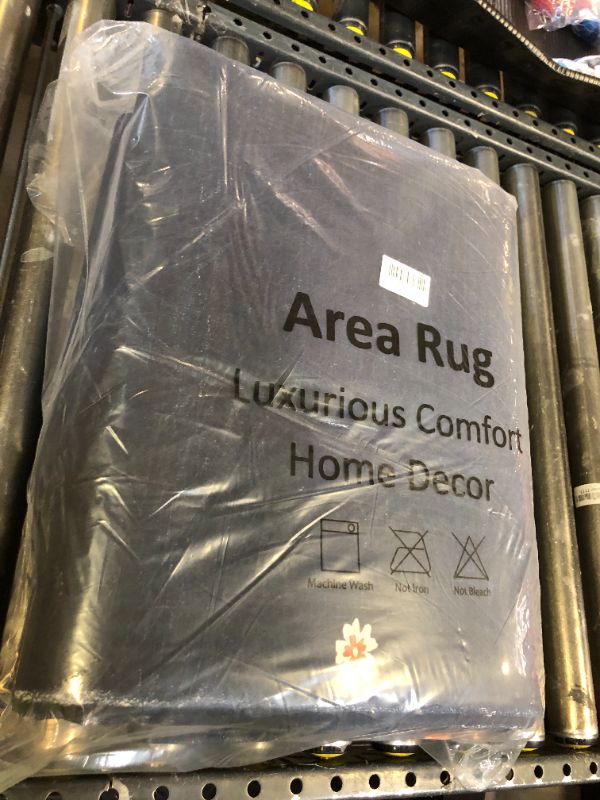 Area Rug
Luxurious Comfort
Home Decor
Machine Wash Not Iron Not Bleach